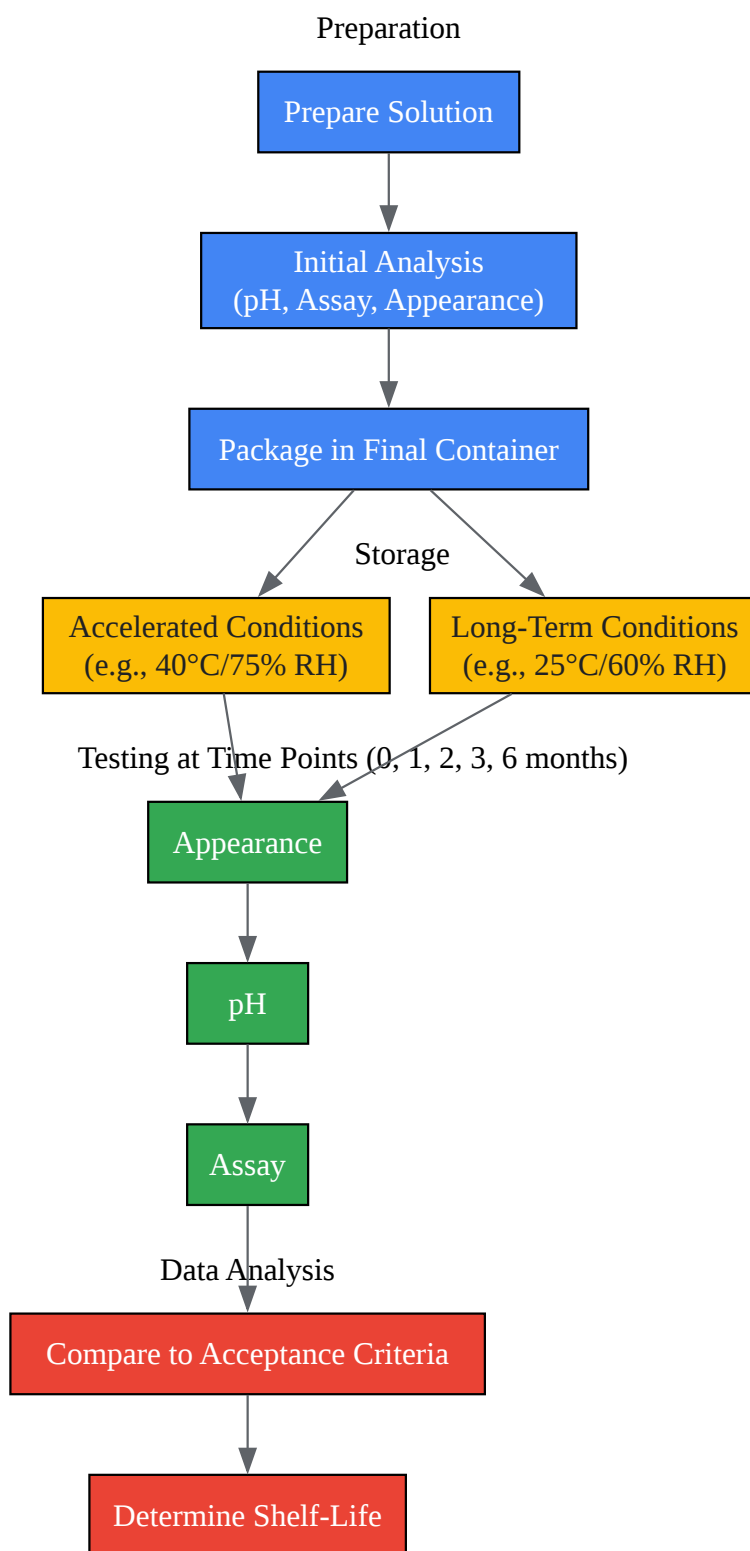 Preparation
Prepare Solution
Initial Analysis
(pH, Assay, Appearance)
Package in Final Container
Storage
Accelerated Conditions
(e.g., 40°C/75% RH)
Long-Term Conditions
(e.g., 25°C/60% RH)
Testing at Time Points (0, 1, 2, 3, 6 months)
Appearance
pH
Assay
Data Analysis
Compare to Acceptance Criteria
Determine Shelf-Life